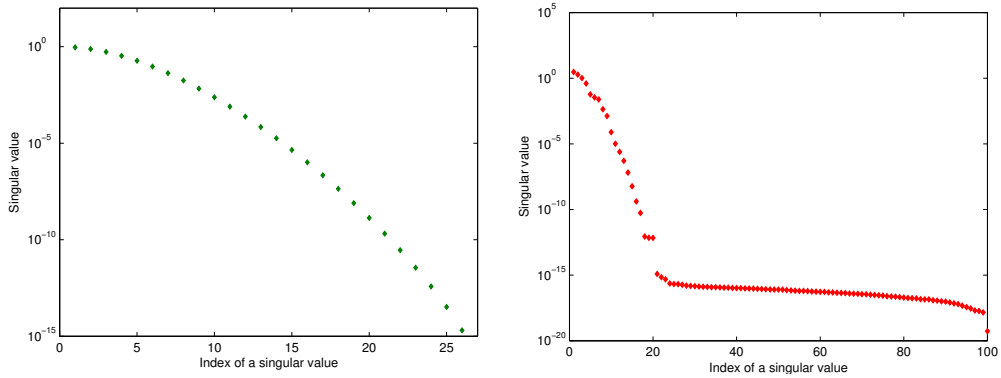 10^0
10^-5
10^-10
10^-15
Singular value
0 5 10 15 20 25
Index of a singular value
10^5
10^0
10^-5
10^-10
10^-15
10^-20
Singular value
0 20 40 60 80 100
Index of a singular value